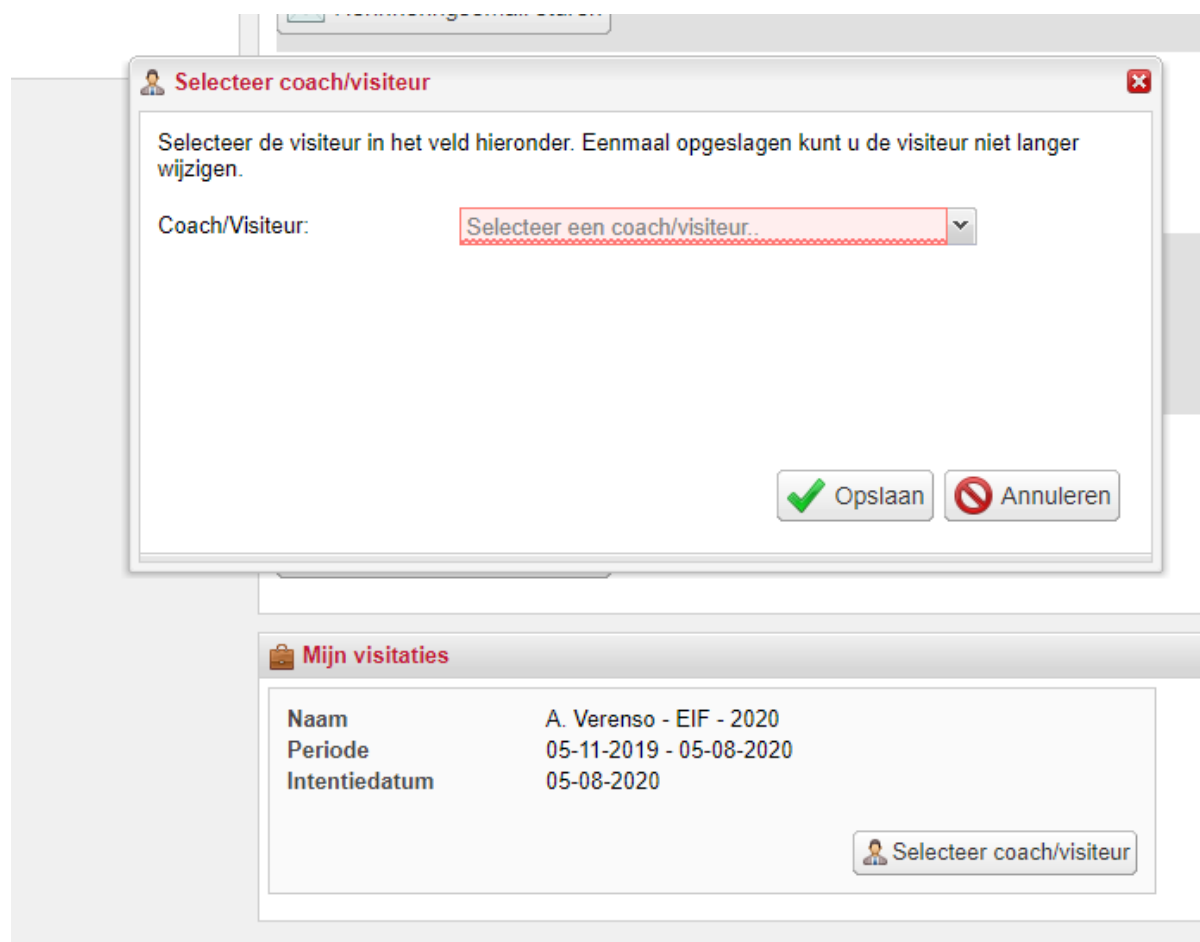 Selecteer coach/visiteur
Selecteer de visiteur in het veld hieronder. Eenmaal opgeslagen kunt u de visiteur niet langer
wijzigen.
Coach/Visiteur: Selecteer een coach/visiteur..
Opslaan Annuleren
Mijn visitaties
Naam A. Verenso - EIF - 2020
Periode 05-11-2019 - 05-08-2020
Intentiedatum 05-08-2020
Selecteer coach/visiteur